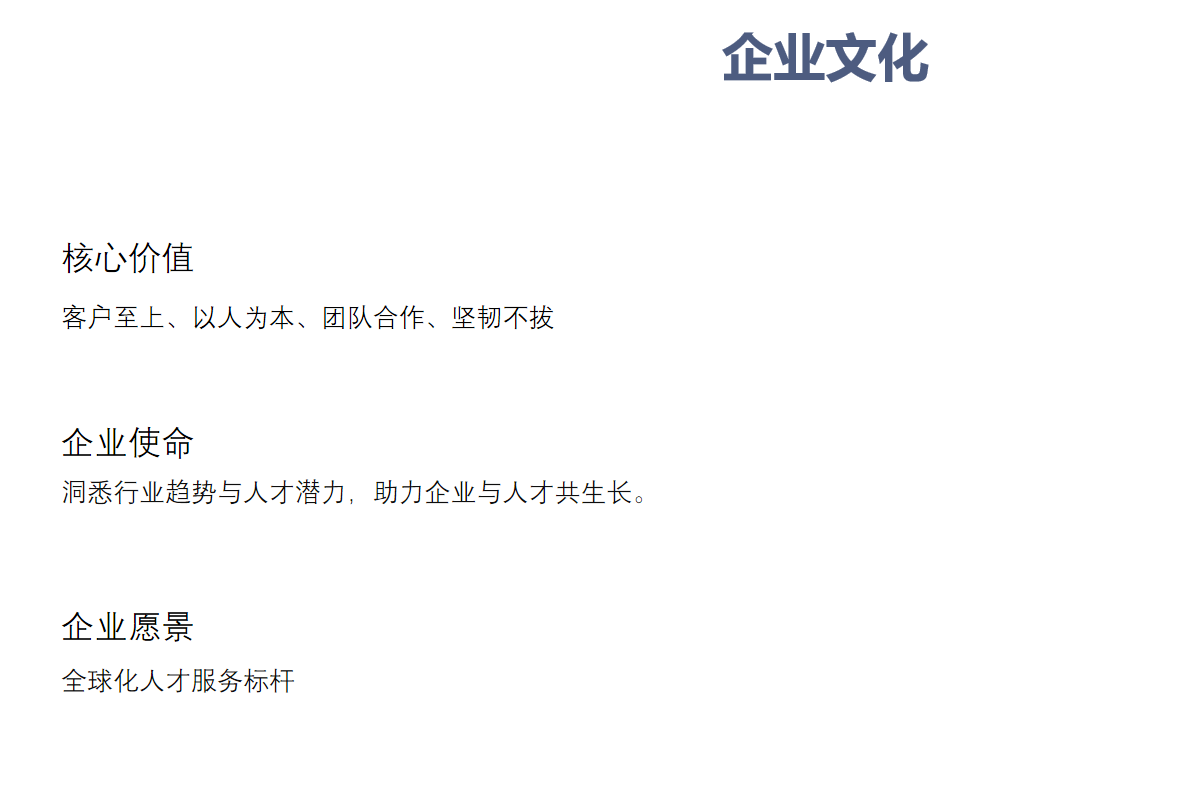 企业文化
核心价值
客户至上、以人为本、团队合作、坚韧不拔
企业使命
洞悉行业趋势与人才潜力，助力企业与人才共生长。
企业愿景
全球化人才服务标杆